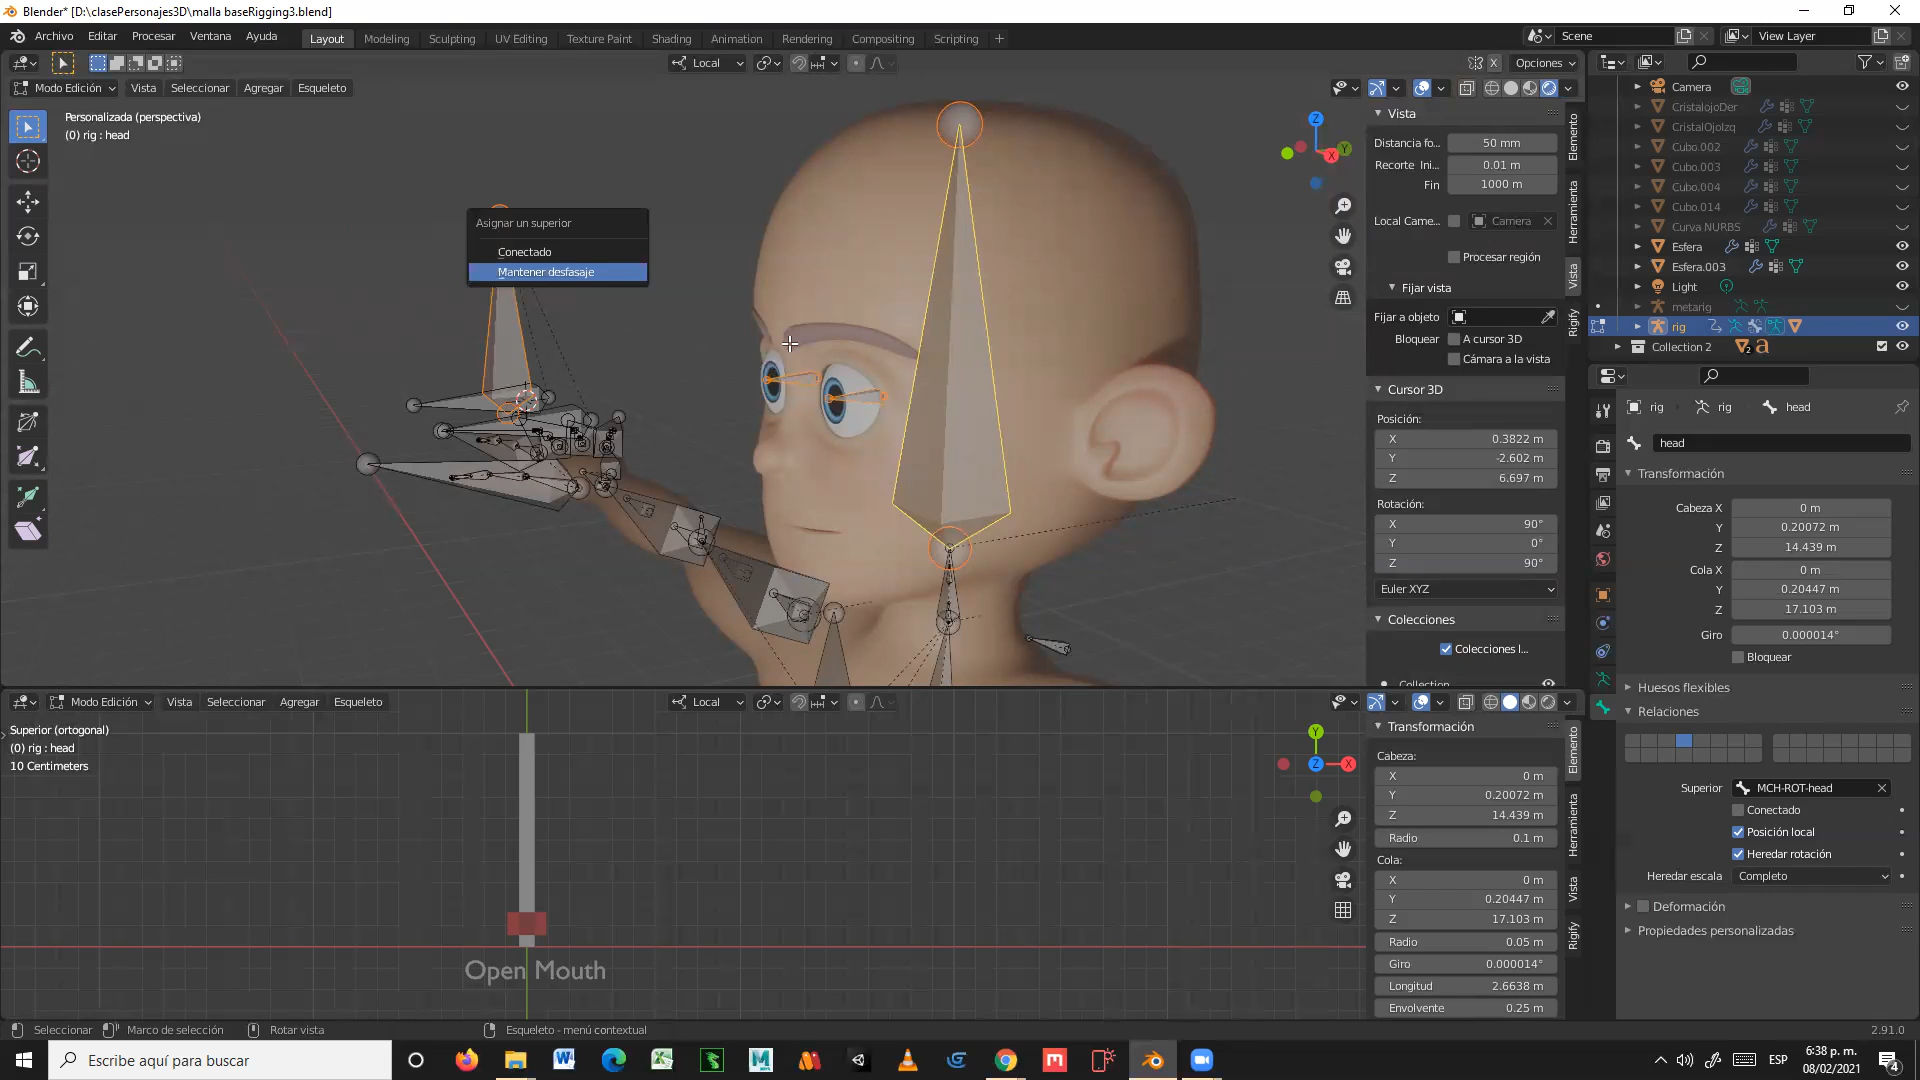 Blender* [D:\clasePersonajes3D\malla baseRigging3.blend]
Archivo Editar Procesar Ventana Ayuda
Layout Modeling Sculpting UV Editing Texture Paint Shading Animation Rendering Compositing Scripting +
Scene
View Layer
Local
Opciones
Modo Edición Vista Seleccionar Agregar Esqueleto
Personalizada (perspectiva)
(0) rig : head
Asignar un superior
Conectado
Mantener desfasaje
Z
Y
X
Vista
Distancia fo... 50 mm
Recorte Ini... 0.01 m
Fin 1000 m
Local Came... Camera
Procesar región
Fijar vista
Fijar a objeto
Bloquear A cursor 3D
Cámara a la vista
Cursor 3D
Posición:
X 0.3822 m
Y -2.602 m
Z 6.697 m
Rotación:
X 90°
Y 0°
Z 90°
Euler XYZ
Colecciones
Colecciones l...
Collection
Elemento
Herramienta
Vista
Rigify
Camera
CristalojoDer
CristalOjoIzq
Cubo.002
Cubo.003
Cubo.004
Cubo.014
Curva NURBS
Esfera
Esfera.003
Light
metarig
rig
Collection 2
2
rig rig head
head
Transformación
Cabeza X 0 m
Y 0.20072 m
Z 14.439 m
Cola X 0 m
Y 0.20447 m
Z 17.103 m
Giro 0.000014°
Bloquear
Huesos flexibles
Relaciones
Superior MCH-ROT-head
Conectado
Posición local
Heredar rotación
Heredar escala Completo
Deformación
Propiedades personalizadas
Modo Edición Vista Seleccionar Agregar Esqueleto
Local
Superior (ortogonal)
(0) rig : head
10 Centimeters
Open Mouth
Y
Z
X
Transformación
Cabeza:
X 0 m
Y 0.20072 m
Z 14.439 m
Radio 0.1 m
Cola:
X 0 m
Y 0.20447 m
Z 17.103 m
Radio 0.05 m
Giro 0.000014°
Longitud 2.6638 m
Envolvente 0.25 m
Elemento
Herramienta
Vista
Rigify
Seleccionar Marco de selección Rotar vista Esqueleto - menú contextual
2.91.0
Escribe aquí para buscar
ESP
6:38 p. m.
08/02/2021
4